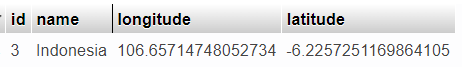 id name longitude latitude
3 Indonesia 106.65714748052734 -6.2257251169864105